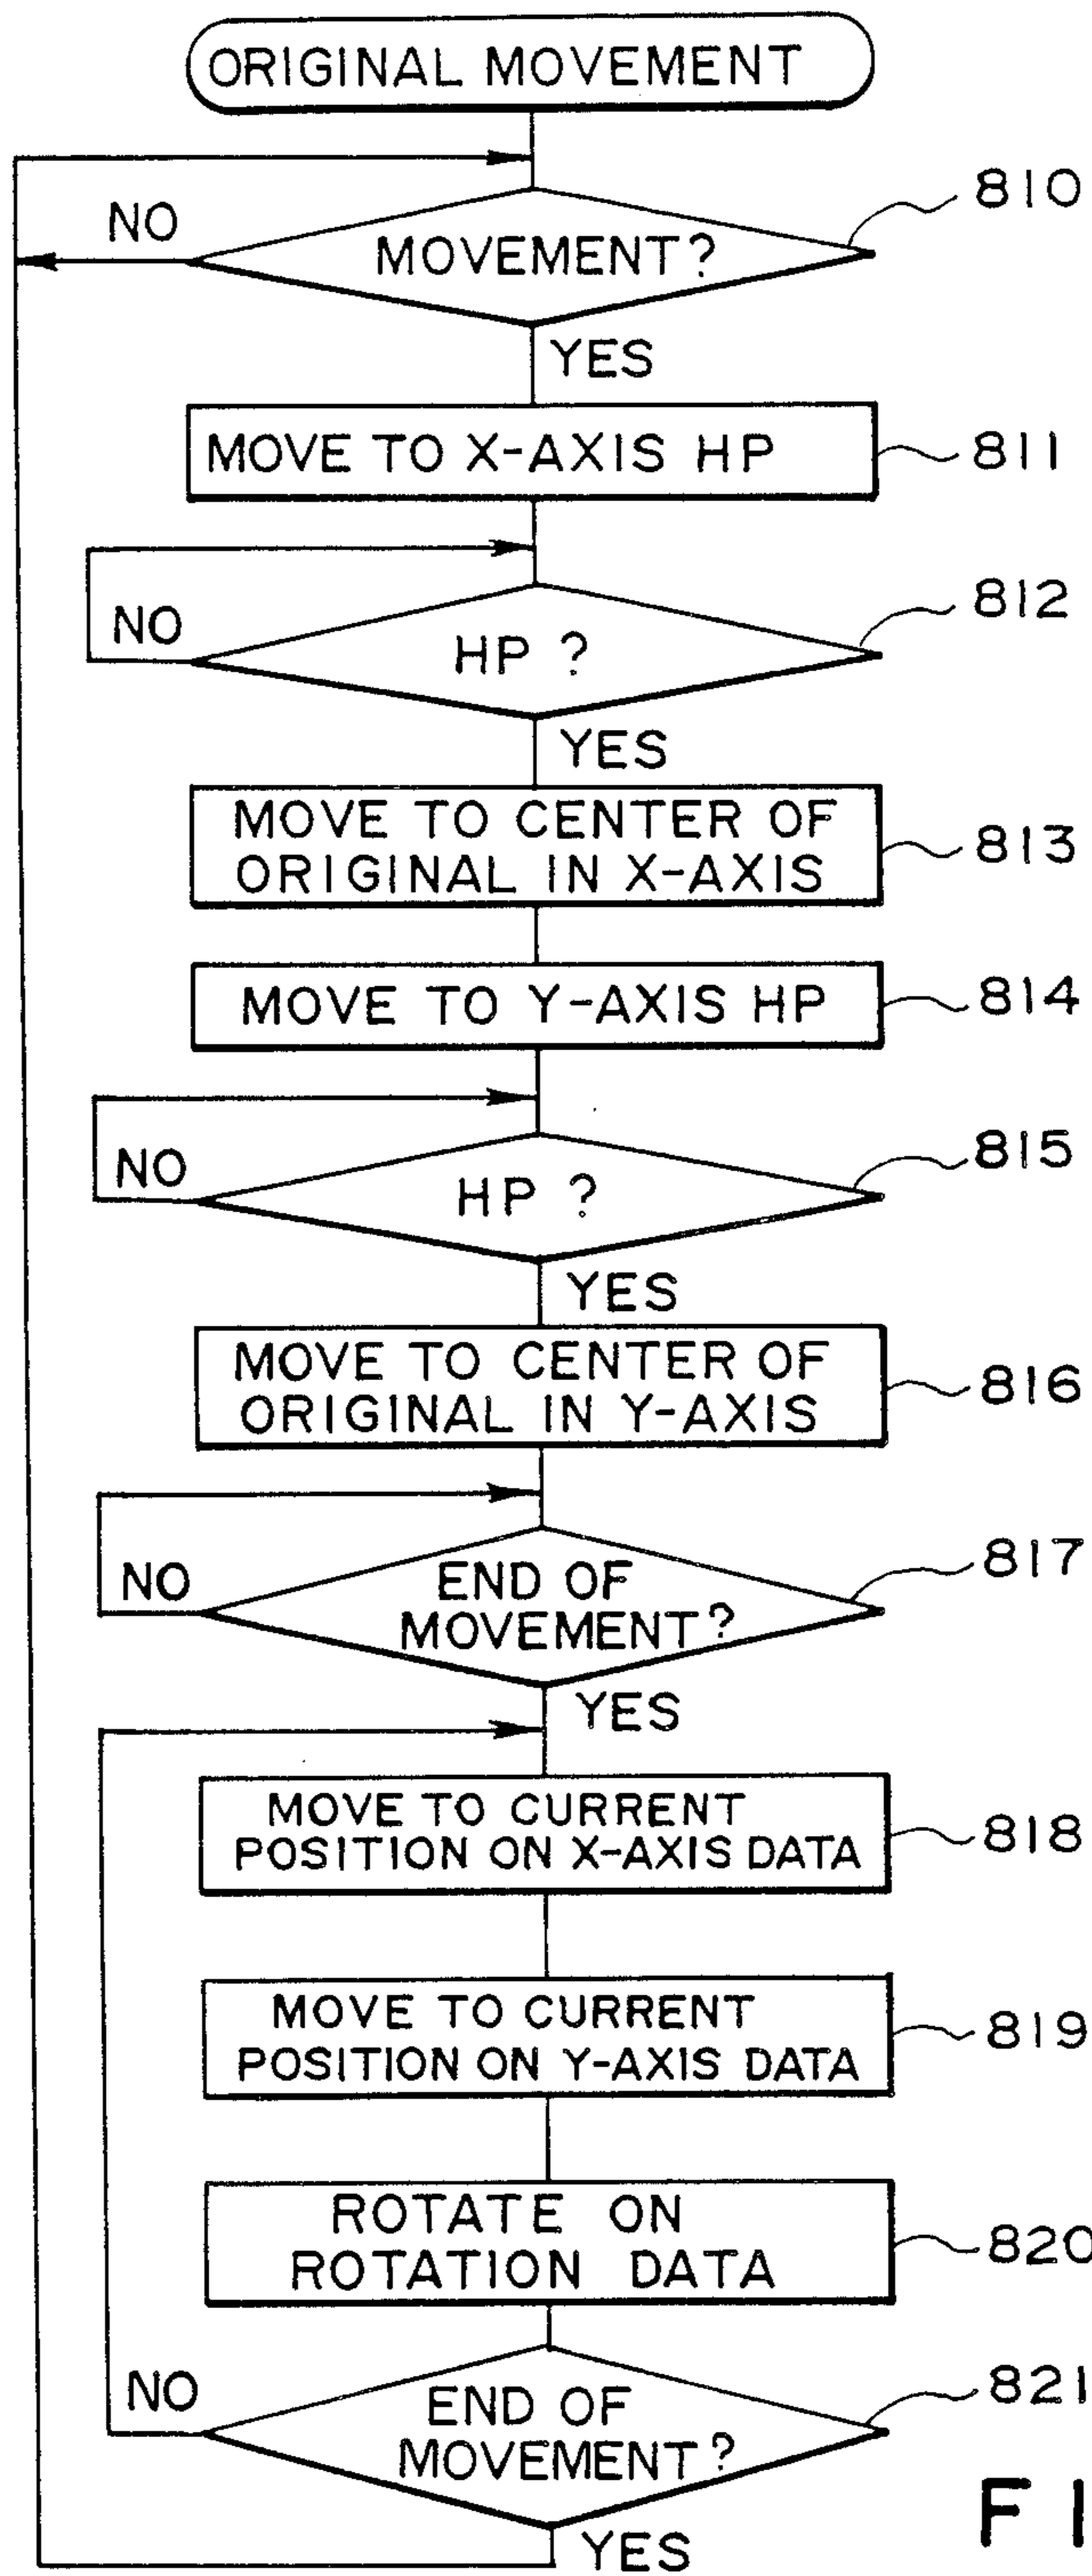 ORIGINAL MOVEMENT
810
NO
MOVEMENT?
YES
MOVE TO X-AXIS HP
811
812
NO
HP ?
YES
MOVE TO CENTER OF
ORIGINAL IN X-AXIS
813
MOVE TO Y-AXIS HP
814
815
NO
HP ?
YES
MOVE TO CENTER OF
ORIGINAL IN Y-AXIS
816
817
NO
END OF
MOVEMENT?
YES
MOVE TO CURRENT
POSITION ON X-AXIS DATA
818
MOVE TO CURRENT
POSITION ON Y-AXIS DATA
819
ROTATE ON
ROTATION DATA
820
821
NO
END OF
MOVEMENT?
YES
FI